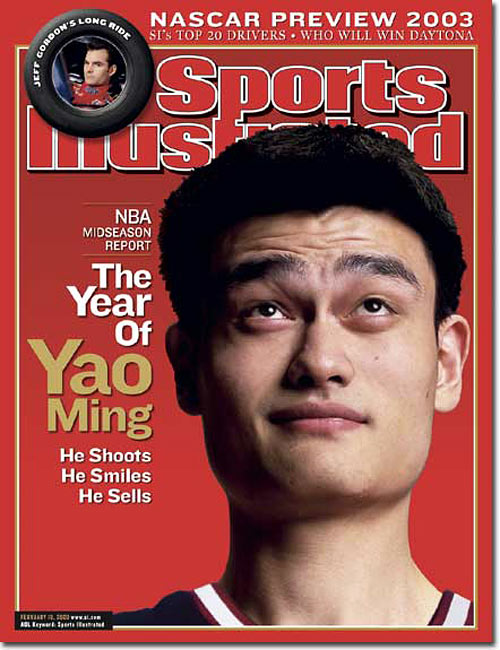 NASCAR PREVIEW 2003
SI's TOP 20 DRIVERS • WHO WILL WIN DAYTONA
JEFF GORDON'S LONG RIDE
Sports
Illustrated
NBA
MIDSEASON
REPORT
The
Year
Of
Yao
Ming
He Shoots
He Smiles
He Sells
FEBRUARY 10, 2003 www.si.com
AOL Keyword: Sports Illustrated